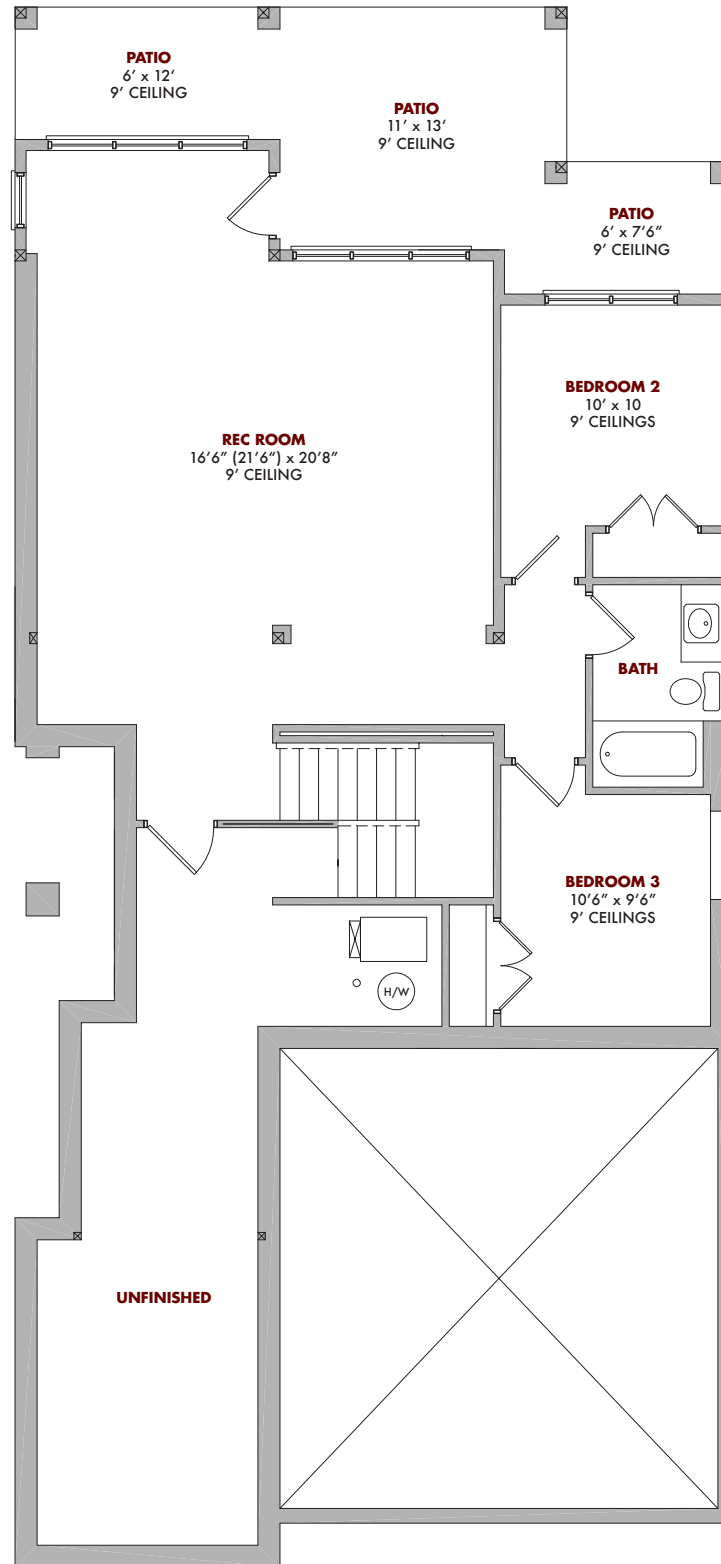 PATIO
6’ x 12’
9’ CEILING
PATIO
11’ x 13’
9’ CEILING
PATIO
6’ x 7’6”
9’ CEILING
BEDROOM 2
10’ x 10
9’ CEILINGS
REC ROOM
16’6” (21’6”) x 20’8”
9’ CEILING
BATH
BEDROOM 3
10’6” x 9’6”
9’ CEILINGS
H/W
UNFINISHED